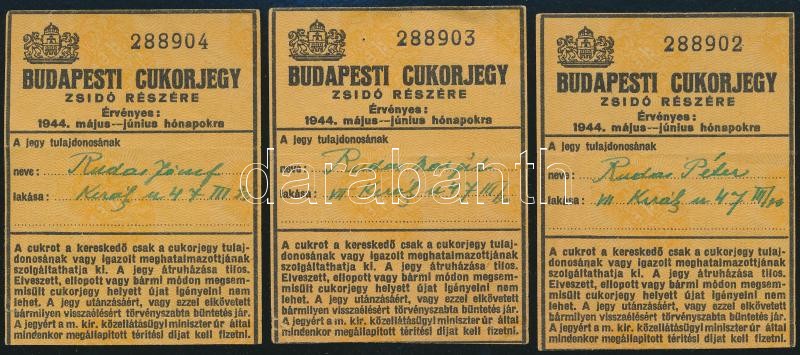 288904
BUDAPESTI CUKORJEGY
ZSIDÓ RÉSZÉRE
Érvényes:
1944. május—június hónapokra
A jegy tulajdonosának
neve: Rudas József
lakása: Király u 47 III
A cukrot a kereskedő csak a cukorjegy tulaj-
donosának vagy igazolt meghatalmazottjának
szolgáltathatja ki. A jegy átruházása tilos.
Elveszett, ellopott vagy bármi módon megsem-
misült cukorjegy helyett újat igényelni nem
lehet. A jegy utánzásáért, vagy ezzel elkövetett
bármilyen visszaélésért törvényszabta büntetés jár.
A jegyért a m. kir. közellátásügyi miniszter úr által
mindenkor megállapított térítési díjat kell fizetni.
288903
BUDAPESTI CUKORJEGY
ZSIDÓ RÉSZÉRE
Érvényes:
1944. május—június hónapokra
A jegy tulajdonosának
neve: Rudas
lakása: VII Király u 47 III
A cukrot a kereskedő csak a cukorjegy tulaj-
donosának vagy igazolt meghatalmazottjának
szolgáltathatja ki. A jegy átruházása tilos.
Elveszett, ellopott vagy bármi módon megsem-
misült cukorjegy helyett újat igényelni nem
lehet. A jegy utánzásáért, vagy ezzel elkövetett
bármilyen visszaélésért törvényszabta büntetés jár.
A jegyért a m. kir. közellátásügyi miniszter úr által
mindenkor megállapított térítési díjat kell fizetni.
288902
BUDAPESTI CUKORJEGY
ZSIDÓ RÉSZÉRE
Érvényes:
1944. május—június hónapokra
A jegy tulajdonosának
neve: Rudas Péter
lakása: VII Király u 47 III
A cukrot a kereskedő csak a cukorjegy tulaj-
donosának vagy igazolt meghatalmazottjának
szolgáltathatja ki. A jegy átruházása tilos.
Elveszett, ellopott vagy bármi módon megsem-
misült cukorjegy helyett újat igényelni nem
lehet. A jegy utánzásáért, vagy ezzel elkövetett
bármilyen visszaélésért törvényszabta büntetés jár.
A jegyért a m. kir. közellátásügyi miniszter úr által
mindenkor megállapított térítési díjat kell fizetni.
darabanth